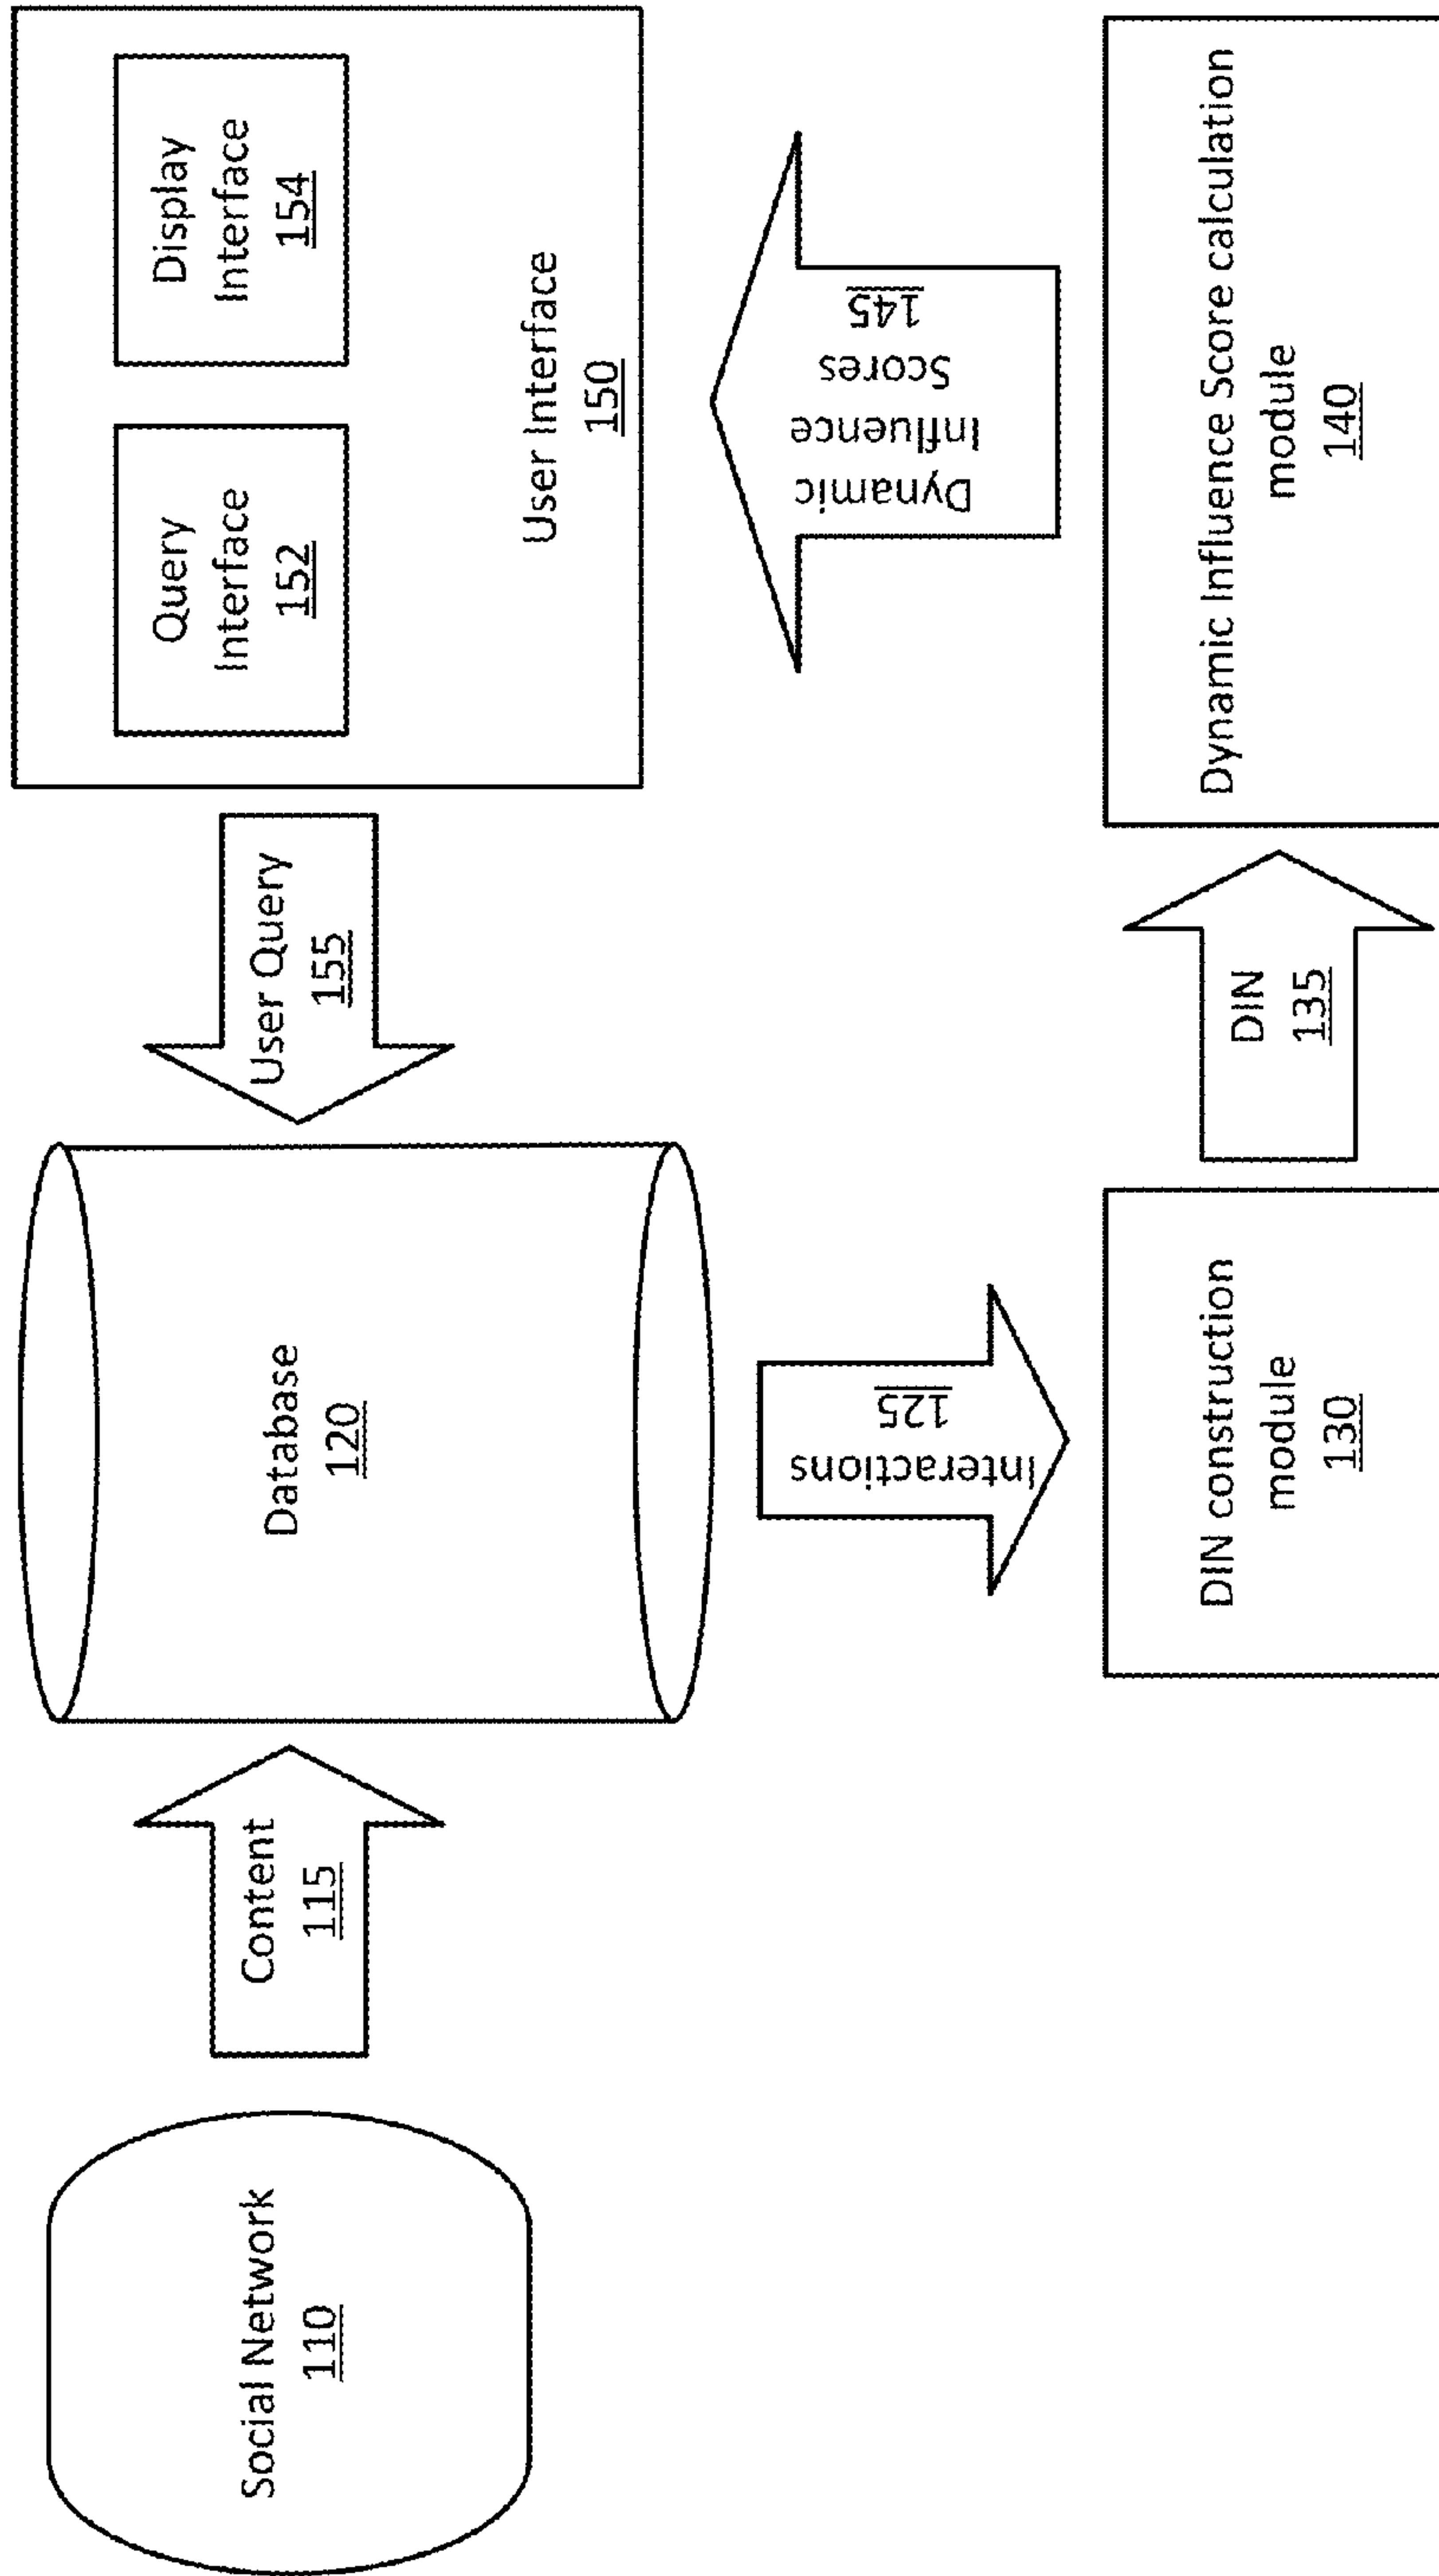 Social Network
110
Content
115
Database
120
User Query
155
Query
Interface
152
Display
Interface
154
User Interface
150
Interactions
125
Dynamic
Influence
Scores
145
DIN construction
module
130
DIN
135
Dynamic Influence Score calculation
module
140